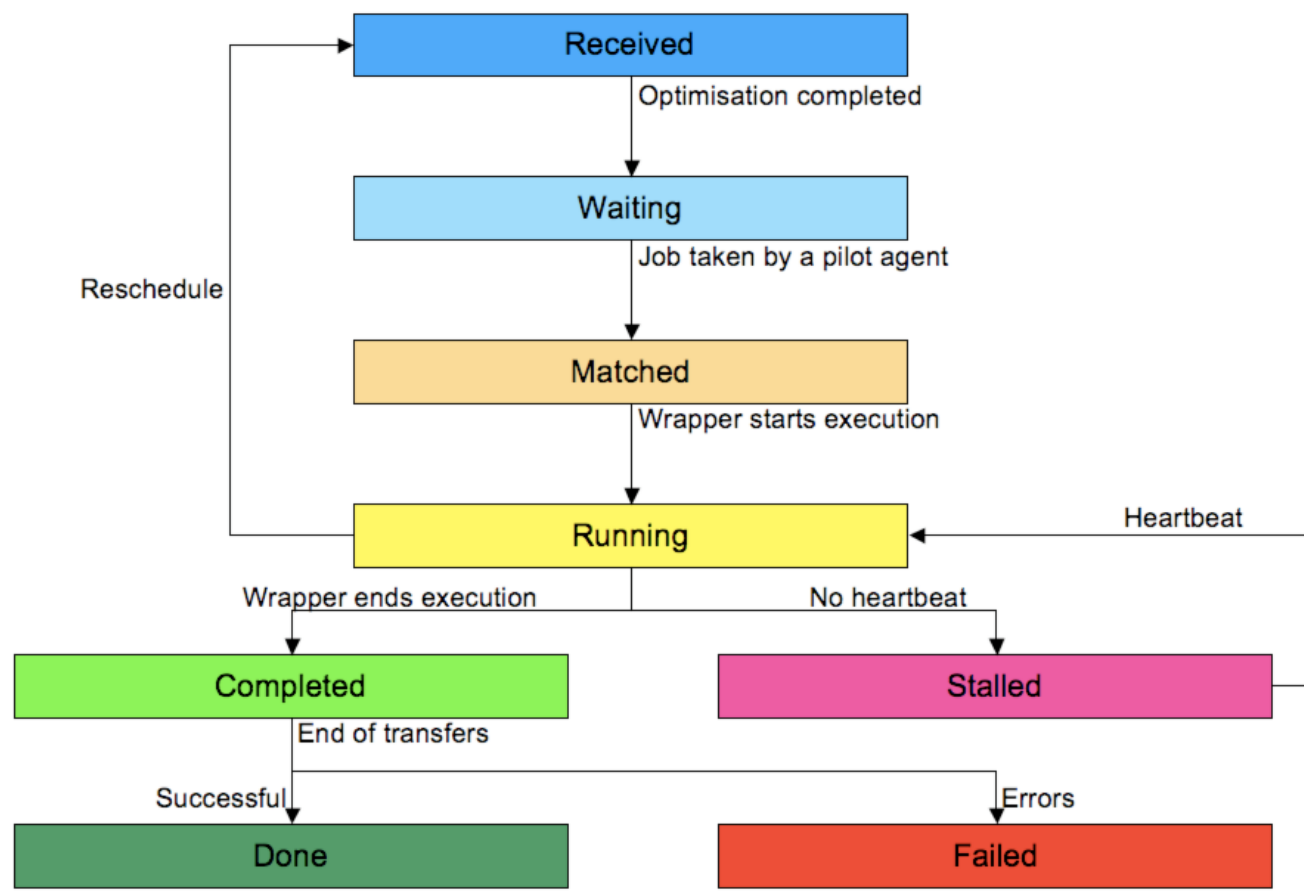 Received
Optimisation completed
Waiting
Job taken by a pilot agent
Reschedule
Matched
Wrapper starts execution
Running
Heartbeat
Wrapper ends execution
No heartbeat
Completed
Stalled
End of transfers
Successful
Errors
Done
Failed